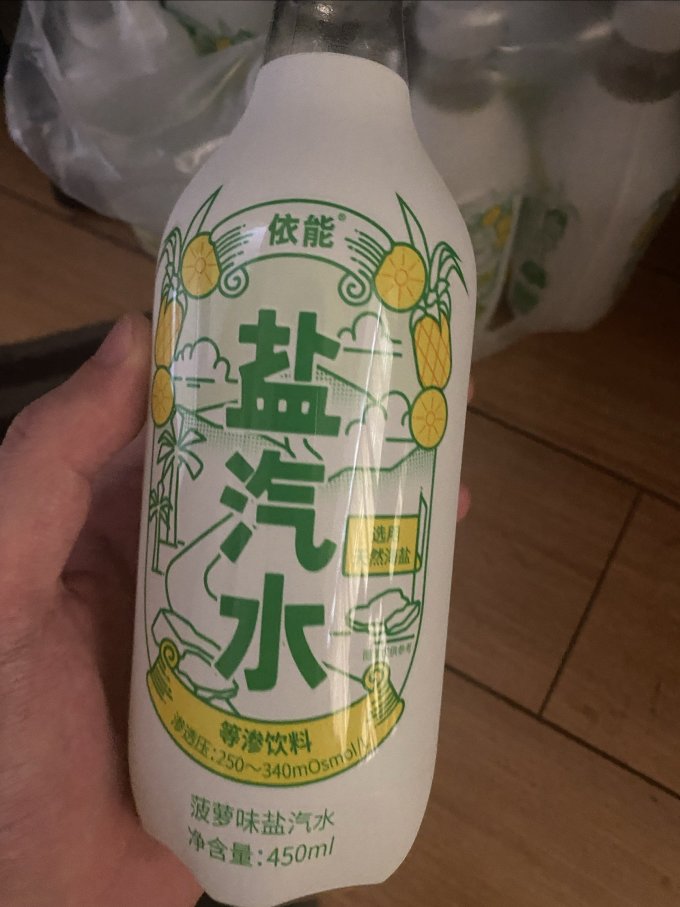 依能®
盐汽水
选用
天然海盐
等渗饮料
渗透压:250～340mOsmol/L
菠萝味盐汽水
净含量:450ml